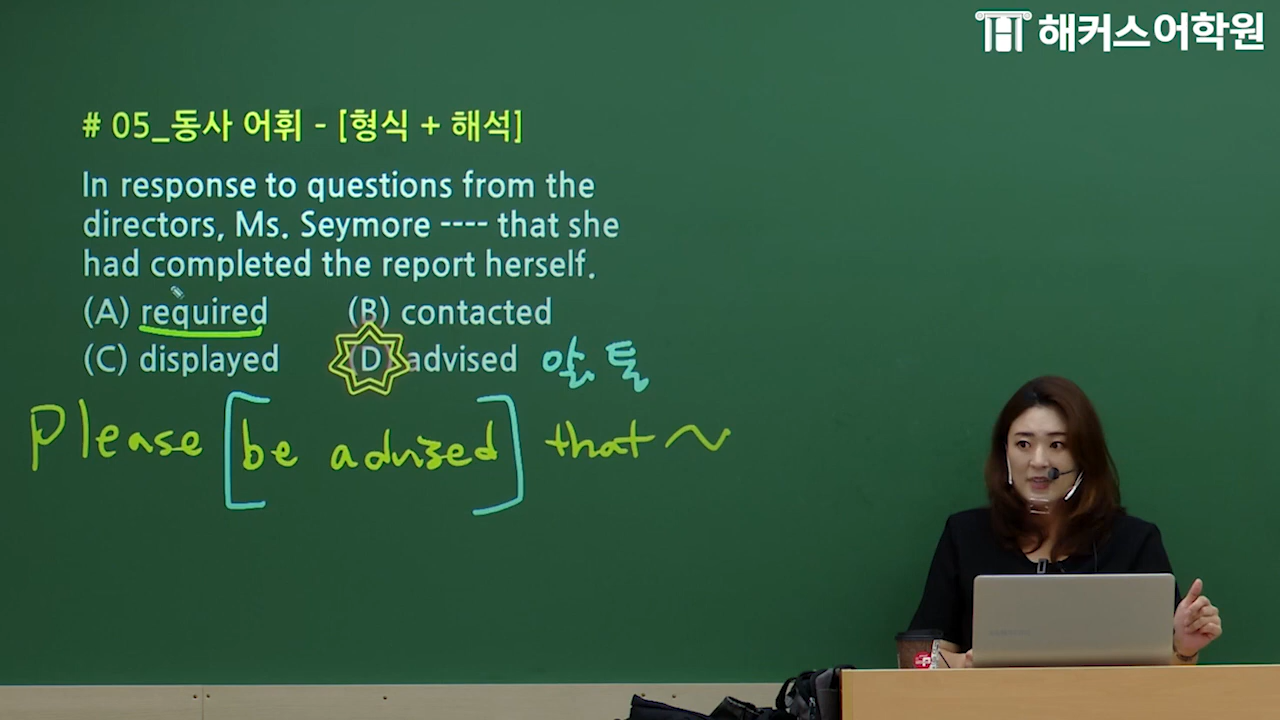 해커스어학원
# 05_동사 어휘 - [형식 + 해석]
In response to questions from the
directors, Ms. Seymore ---- that she
had completed the report herself.
(A) required (B) contacted
(C) displayed (D) advised 알, 툴
Please [be advised] that ~